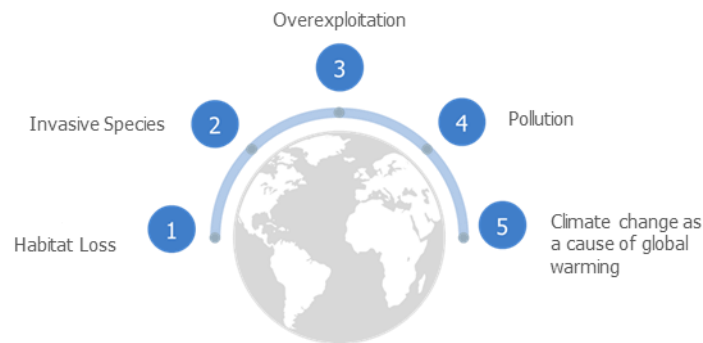 Overexploitation
3
Invasive Species
2
4
Pollution
Habitat Loss
1
5
Climate change as
a cause of global
warming